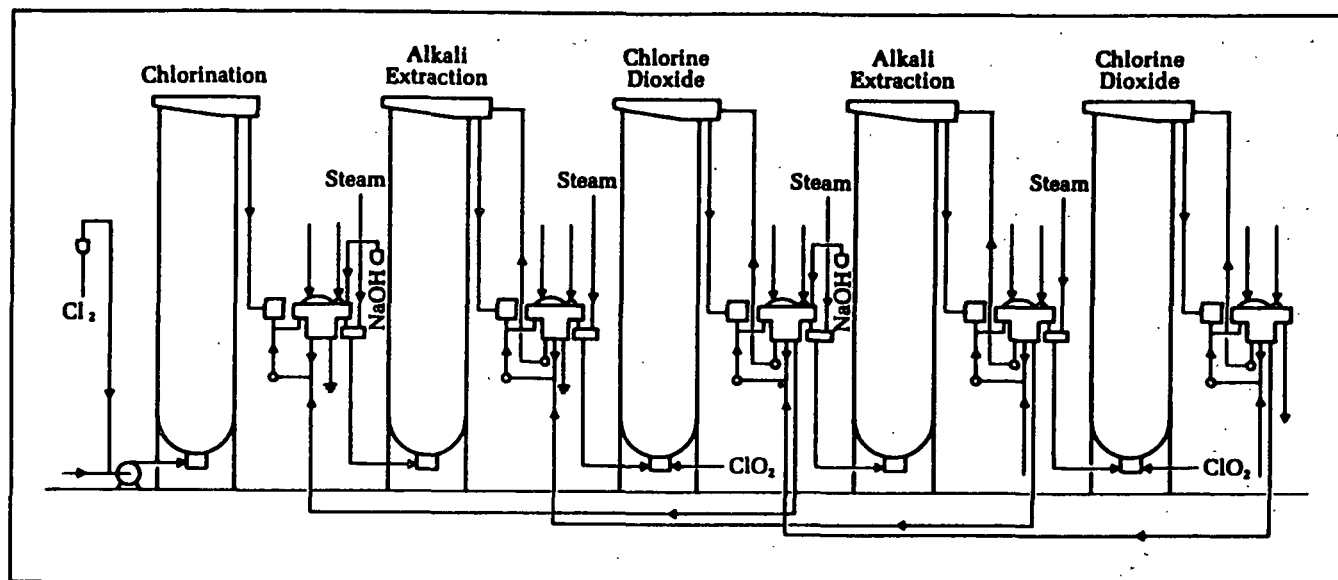 Chlorination
Alkali
Extraction
Chlorine
Dioxide
Alkali
Extraction
Chlorine
Dioxide
Steam
Steam
Steam
Steam
Cl₂
NaOH
NaOH
ClO₂
ClO₂